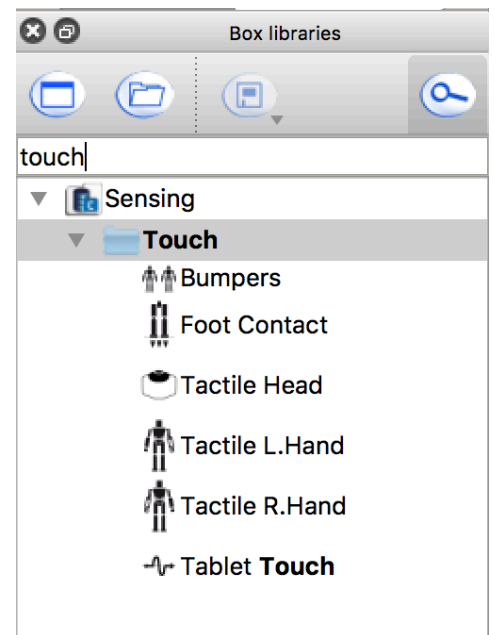 Box libraries
touch
Sensing
Touch
Bumpers
Foot Contact
Tactile Head
Tactile L.Hand
Tactile R.Hand
Tablet Touch